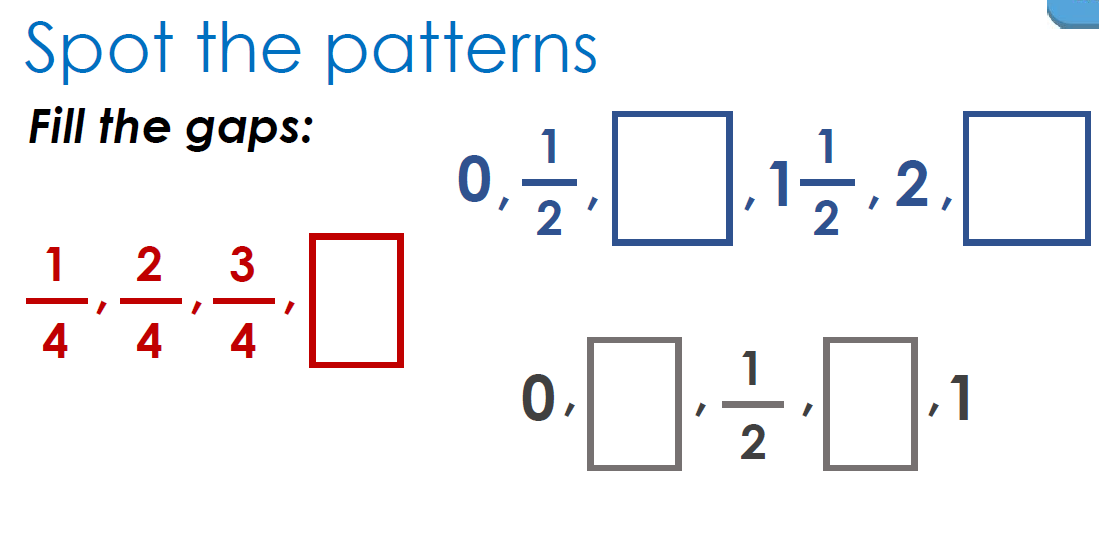 Spot the patterns
Fill the gaps:
0, 1/2, , 1 1/2, 2,
1/4, 2/4, 3/4,
0, , 1/2, , 1